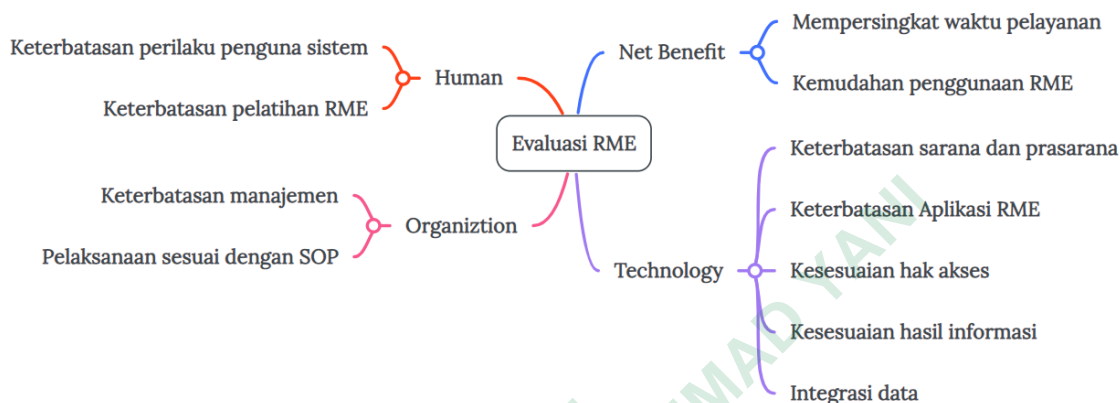 Keterbatasan perilaku penguna sistem
Human
Keterbatasan pelatihan RME
Keterbatasan manajemen
Organiztion
Pelaksanaan sesuai dengan SOP
Evaluasi RME
Net Benefit
Mempersingkat waktu pelayanan
Kemudahan penggunaan RME
Technology
Keterbatasan sarana dan prasarana
Keterbatasan Aplikasi RME
Kesesuaian hak akses
Kesesuaian hasil informasi
Integrasi data
MAD YANI